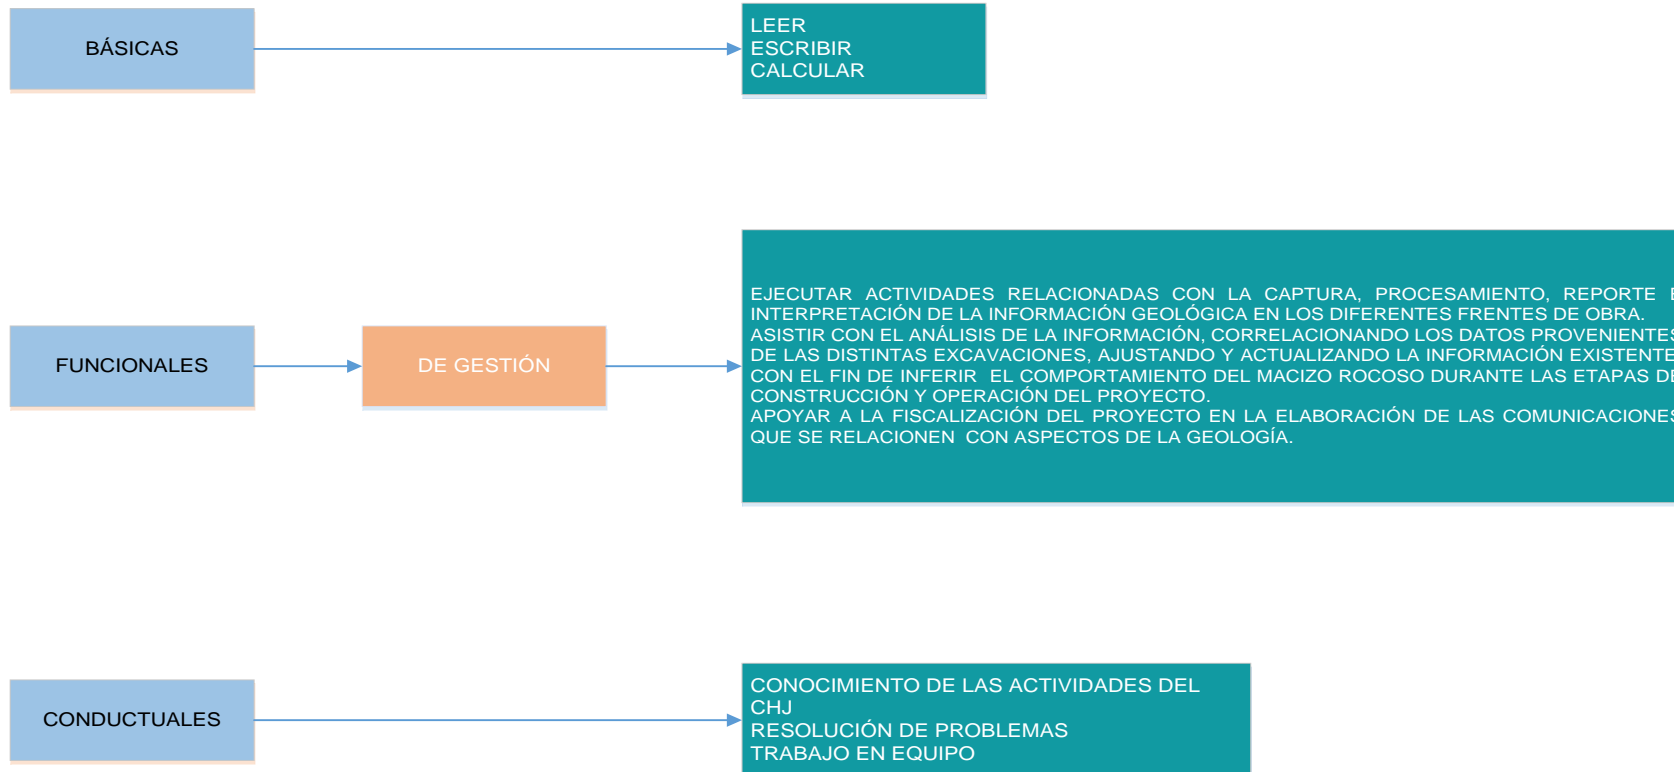 BÁSICAS
LEER
ESCRIBIR
CALCULAR
FUNCIONALES
DE GESTIÓN
EJECUTAR ACTIVIDADES RELACIONADAS CON LA CAPTURA, PROCESAMIENTO, REPORTE E
INTERPRETACIÓN DE LA INFORMACIÓN GEOLÓGICA EN LOS DIFERENTES FRENTES DE OBRA.
ASISTIR CON EL ANÁLISIS DE LA INFORMACIÓN, CORRELACIONANDO LOS DATOS PROVENIENTES
DE LAS DISTINTAS EXCAVACIONES, AJUSTANDO Y ACTUALIZANDO LA INFORMACIÓN EXISTENTE,
CON EL FIN DE INFERIR EL COMPORTAMIENTO DEL MACIZO ROCOSO DURANTE LAS ETAPAS DE
CONSTRUCCIÓN Y OPERACIÓN DEL PROYECTO.
APOYAR A LA FISCALIZACIÓN DEL PROYECTO EN LA ELABORACIÓN DE LAS COMUNICACIONES
QUE SE RELACIONEN CON ASPECTOS DE LA GEOLOGÍA.
CONDUCTUALES
CONOCIMIENTO DE LAS ACTIVIDADES DEL
CHJ
RESOLUCIÓN DE PROBLEMAS
TRABAJO EN EQUIPO